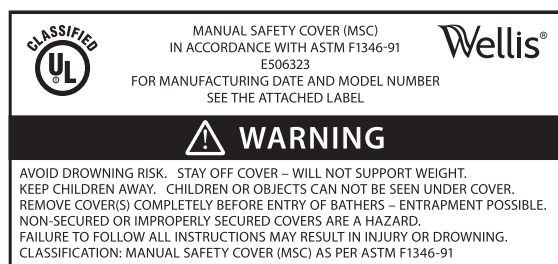 CLASSIFIED
UL
MANUAL SAFETY COVER (MSC)
IN ACCORDANCE WITH ASTM F1346-91
E506323
FOR MANUFACTURING DATE AND MODEL NUMBER
SEE THE ATTACHED LABEL
Wellis®
WARNING
AVOID DROWNING RISK. STAY OFF COVER – WILL NOT SUPPORT WEIGHT.
KEEP CHILDREN AWAY. CHILDREN OR OBJECTS CAN NOT BE SEEN UNDER COVER.
REMOVE COVER(S) COMPLETELY BEFORE ENTRY OF BATHERS – ENTRAPMENT POSSIBLE.
NON-SECURED OR IMPROPERLY SECURED COVERS ARE A HAZARD.
FAILURE TO FOLLOW ALL INSTRUCTIONS MAY RESULT IN INJURY OR DROWNING.
CLASSIFICATION: MANUAL SAFETY COVER (MSC) AS PER ASTM F1346-91